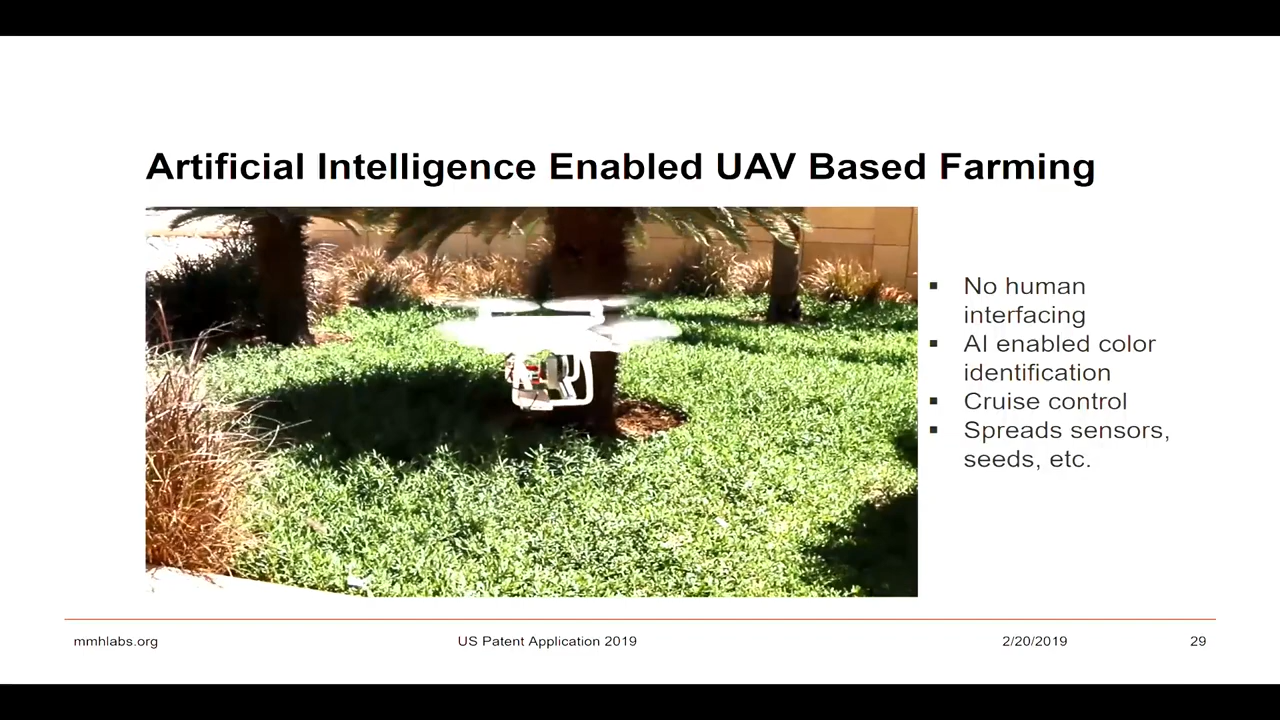 Artificial Intelligence Enabled UAV Based Farming
▪ No human
interfacing
▪ AI enabled color
identification
▪ Cruise control
▪ Spreads sensors,
seeds, etc.
mmhlabs.org
US Patent Application 2019
2/20/2019
29